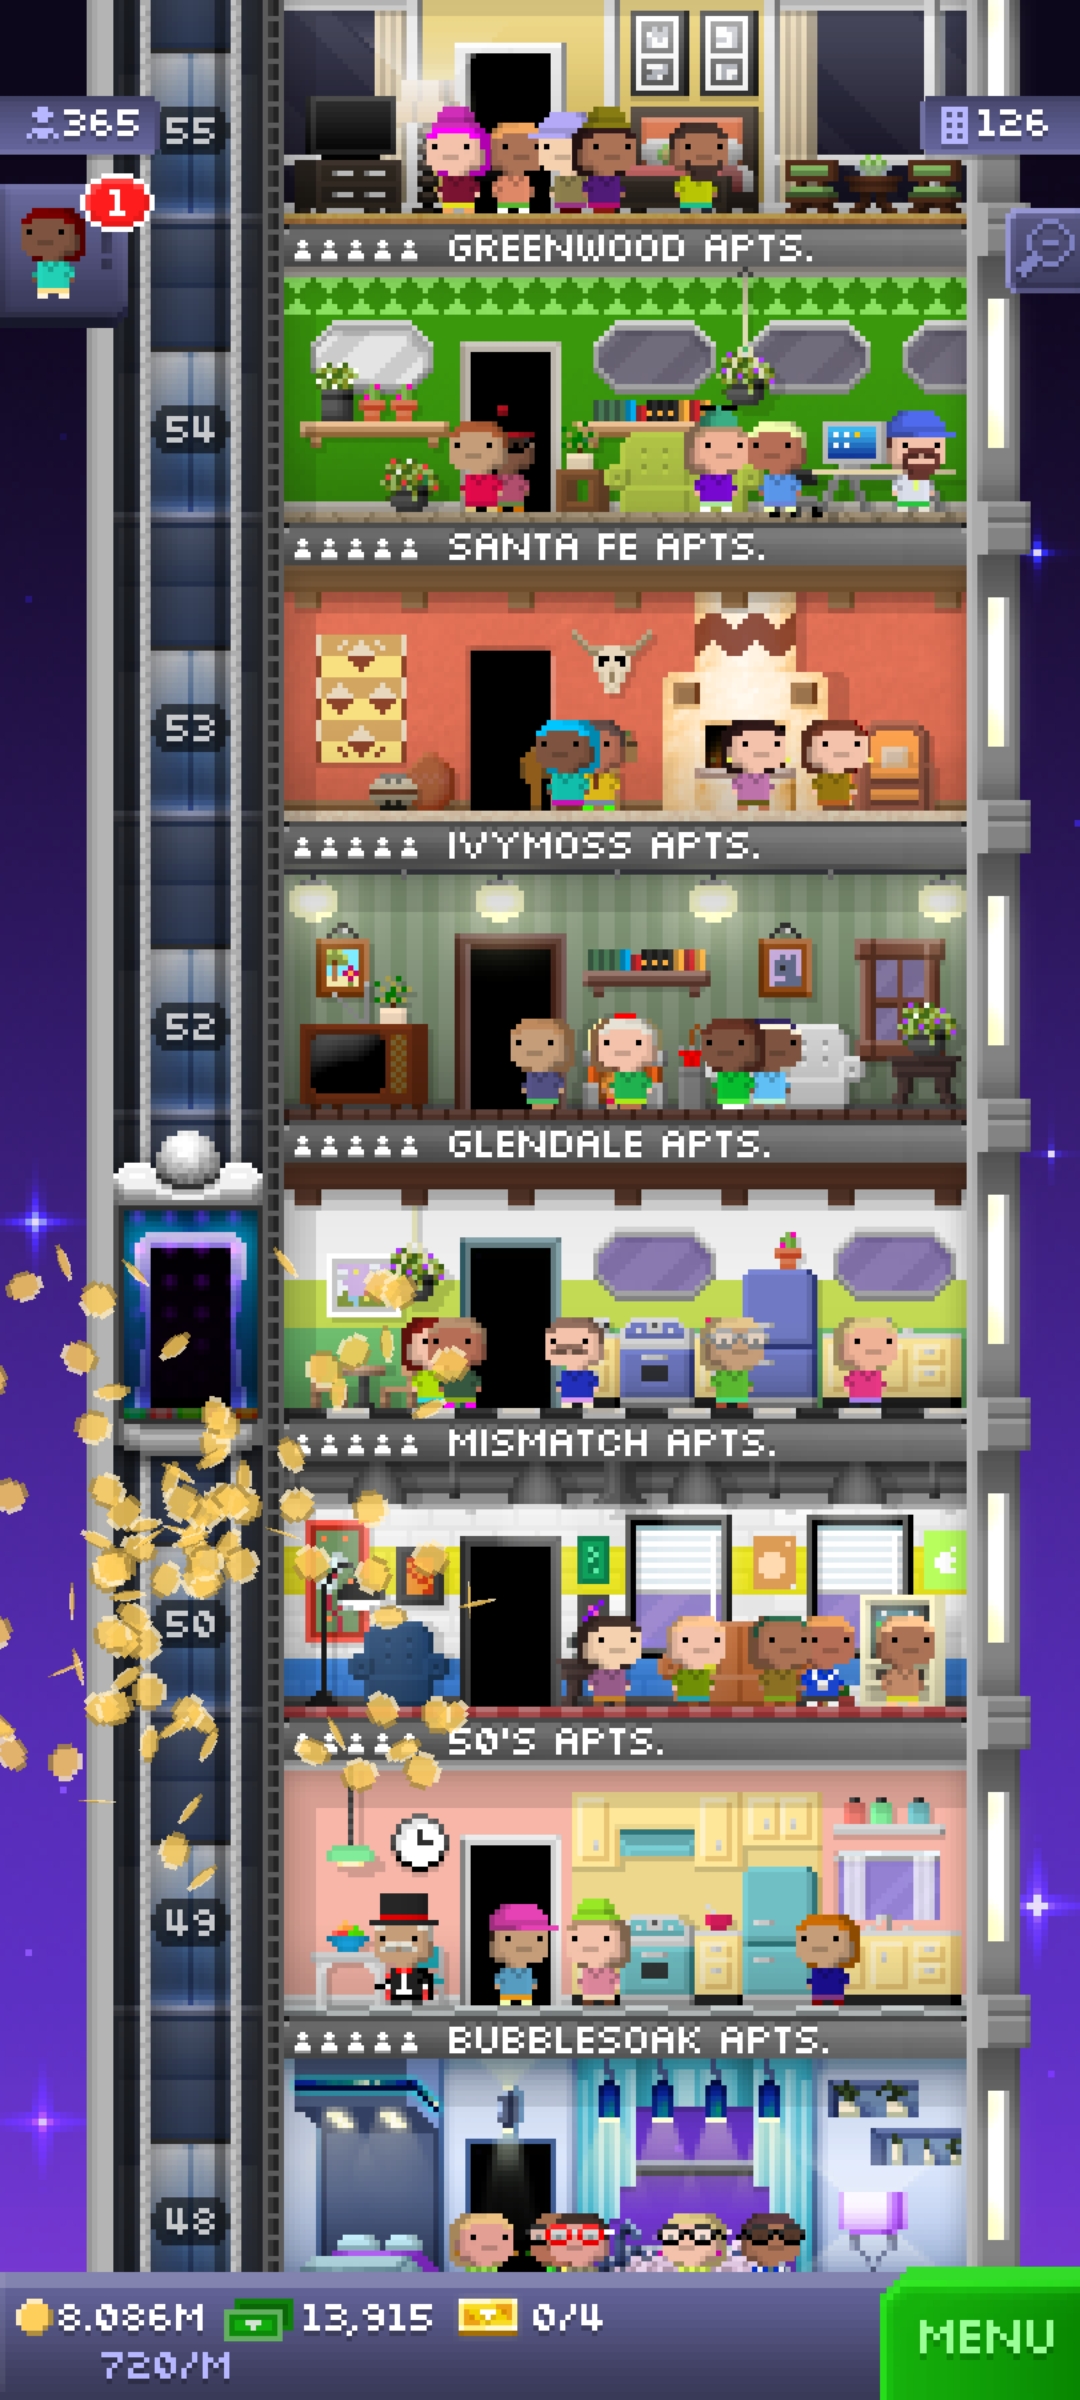 365
55
126
1
GREENWOOD APTS.
54
SANTA FE APTS.
53
IVYMOSS APTS.
52
GLENDALE APTS.
MISMATCH APTS.
50
50'S APTS.
49
BUBBLESOAK APTS.
48
8.086M 13,915 0/4
720/M
MENU